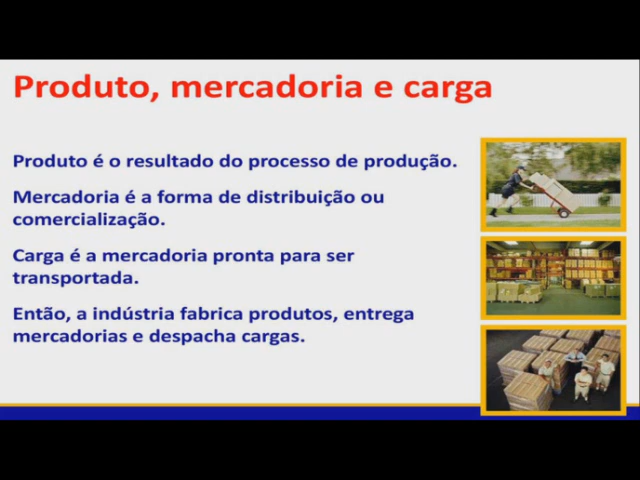 Produto, mercadoria e carga
Produto é o resultado do processo de produção.
Mercadoria é a forma de distribuição ou
comercialização.
Carga é a mercadoria pronta para ser
transportada.
Então, a indústria fabrica produtos, entrega
mercadorias e despacha cargas.